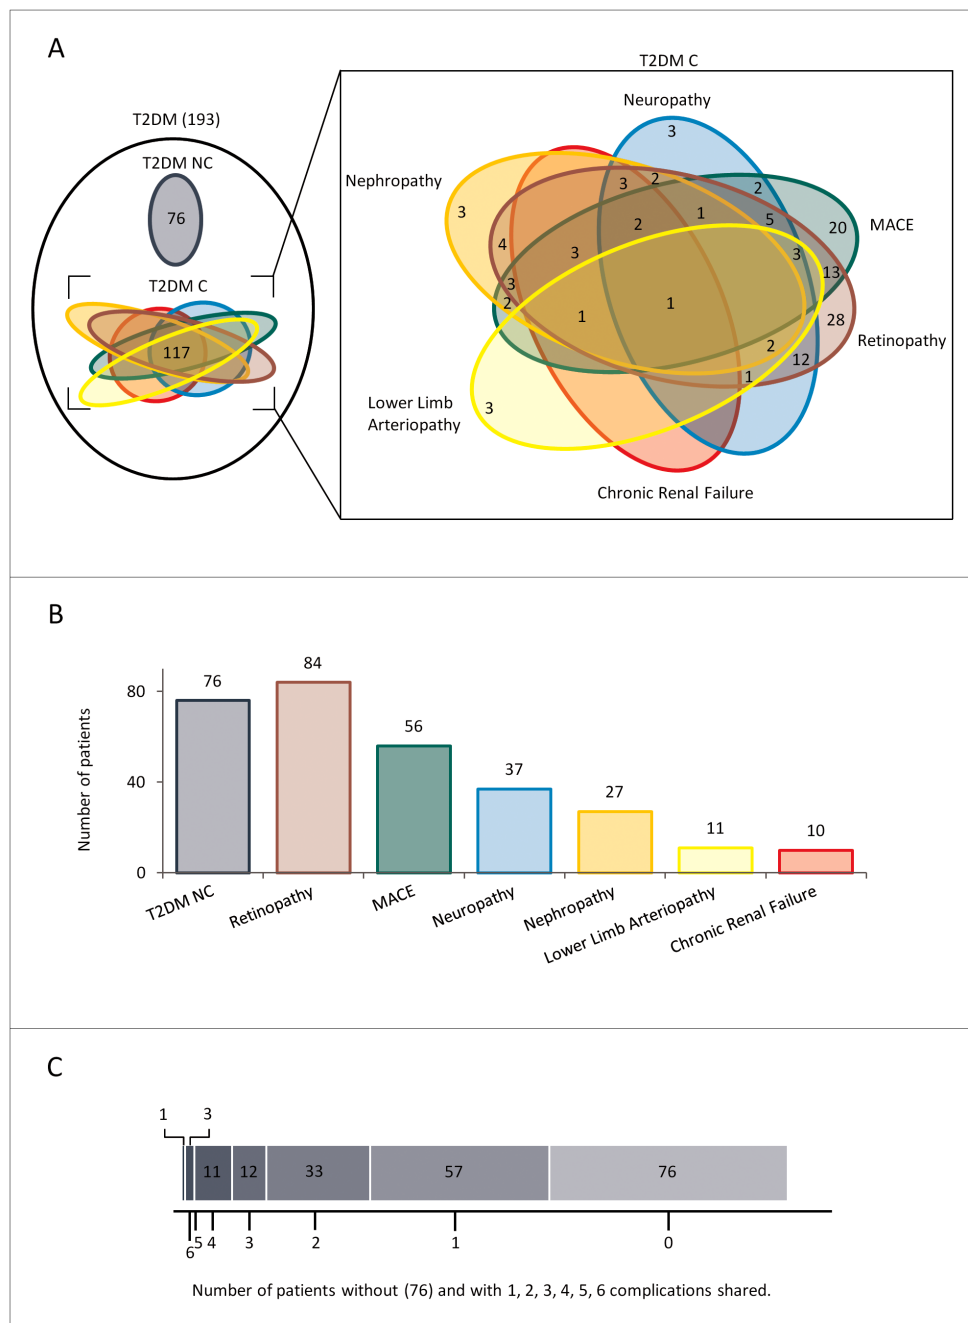 A
T2DM C
T2DM (193)
T2DM NC
76
T2DM C
117
Neuropathy
3
Nephropathy
3
3
2
2
2
1
5
20
MACE
4
3
3
13
3
2
28
Retinopathy
1
1
2
12
1
Lower Limb
Arteriopathy
3
Chronic Renal Failure
B
Number of patients
80
40
0
76
84
56
37
27
11
10
T2DM NC
Retinopathy
MACE
Neuropathy
Nephropathy
Lower Limb Arteriopathy
Chronic Renal Failure
C
1
3
11
12
33
57
76
6
5
4
3
2
1
0
Number of patients without (76) and with 1, 2, 3, 4, 5, 6 complications shared.